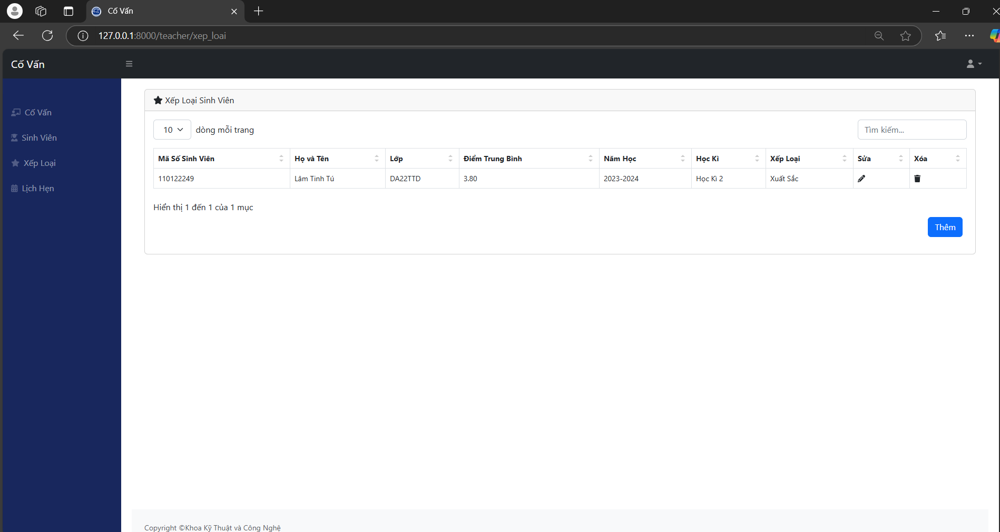 Cố Vấn
127.0.0.1:8000/teacher/xep_loai
Cố Vấn
Cố Vấn
Sinh Viên
Xếp Loại
Lịch Hẹn
Xếp Loại Sinh Viên
10 dòng mỗi trang Tìm kiếm...
Mã Số Sinh Viên Họ và Tên Lớp Điểm Trung Bình Năm Học Học Kì Xếp Loại Sửa Xóa
110122249 Lâm Tinh Tú DA22TTD 3.80 2023-2024 Học Kì 2 Xuất Sắc
Hiển thị 1 đến 1 của 1 mục
Thêm
Copyright ©Khoa Kỹ Thuật và Công Nghệ